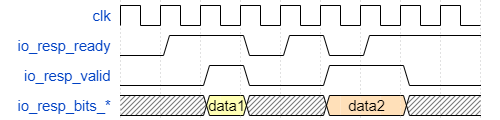 clk
io_resp_ready
io_resp_valid
io_resp_bits_* data1 data2